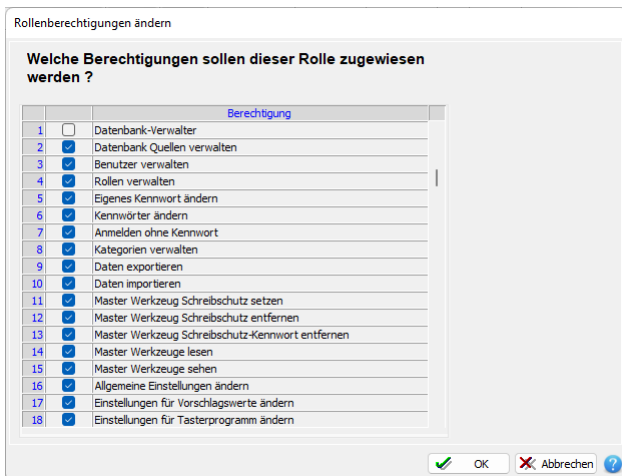 Rollenberechtigungen ändern
Welche Berechtigungen sollen dieser Rolle zugewiesen
werden ?
Berechtigung
1 Datenbank-Verwalter
2 Datenbank Quellen verwalten
3 Benutzer verwalten
4 Rollen verwalten
5 Eigenes Kennwort ändern
6 Kennwörter ändern
7 Anmelden ohne Kennwort
8 Kategorien verwalten
9 Daten exportieren
10 Daten importieren
11 Master Werkzeug Schreibschutz setzen
12 Master Werkzeug Schreibschutz entfernen
13 Master Werkzeug Schreibschutz-Kennwort entfernen
14 Master Werkzeuge lesen
15 Master Werkzeuge sehen
16 Allgemeine Einstellungen ändern
17 Einstellungen für Vorschlagswerte ändern
18 Einstellungen für Tasterprogramm ändern
OK Abbrechen ?